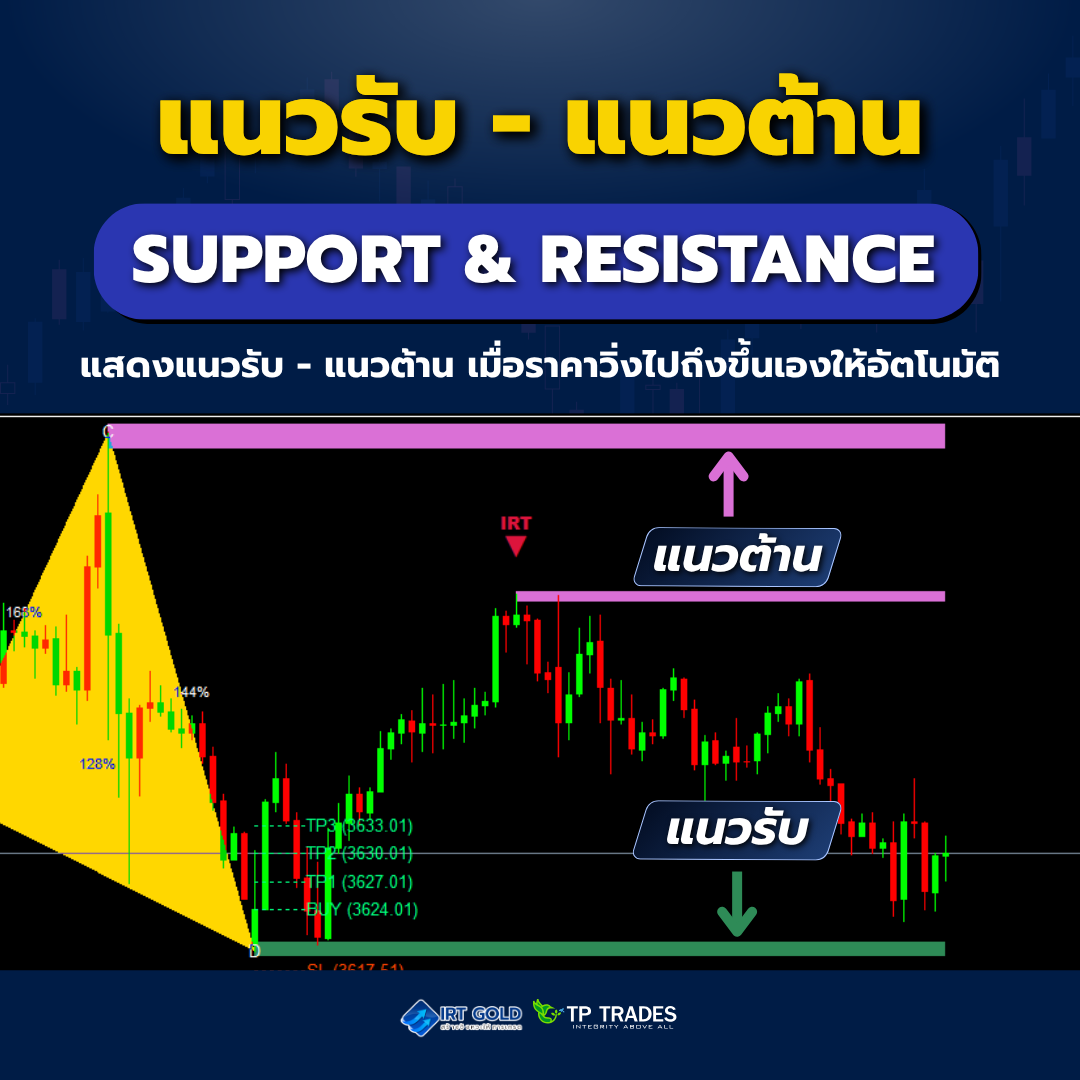 แนวรับ - แนวต้าน
SUPPORT & RESISTANCE
แสดงแนวรับ - แนวต้าน เมื่อราคาวิ่งไปถึงขึ้นเองให้อัตโนมัติ
C
IRT
แนวต้าน
168%
144%
128%
TP3 (3633.01)
แนวรับ
TP2 (3630.01)
TP1 (3627.01)
BUY (3624.01)
D
SL (3617.51)
IRT GOLD
TP TRADES
INTEGRITY ABOVE ALL